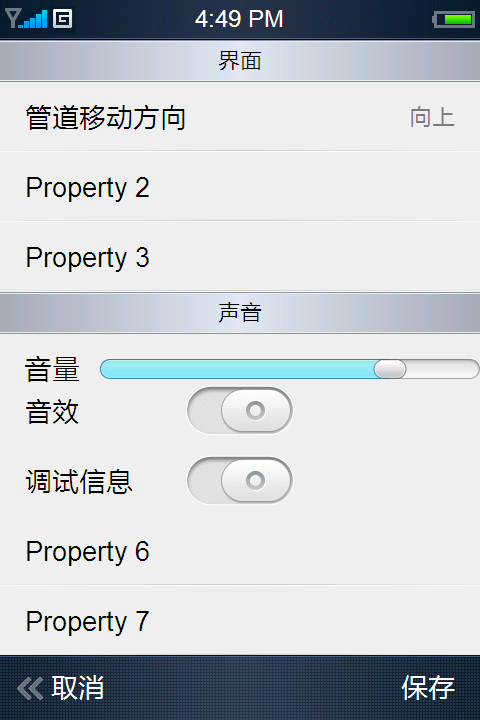 4:49 PM
界面
管道移动方向 向上
Property 2
Property 3
声音
音量
音效
调试信息
Property 6
Property 7
取消 保存